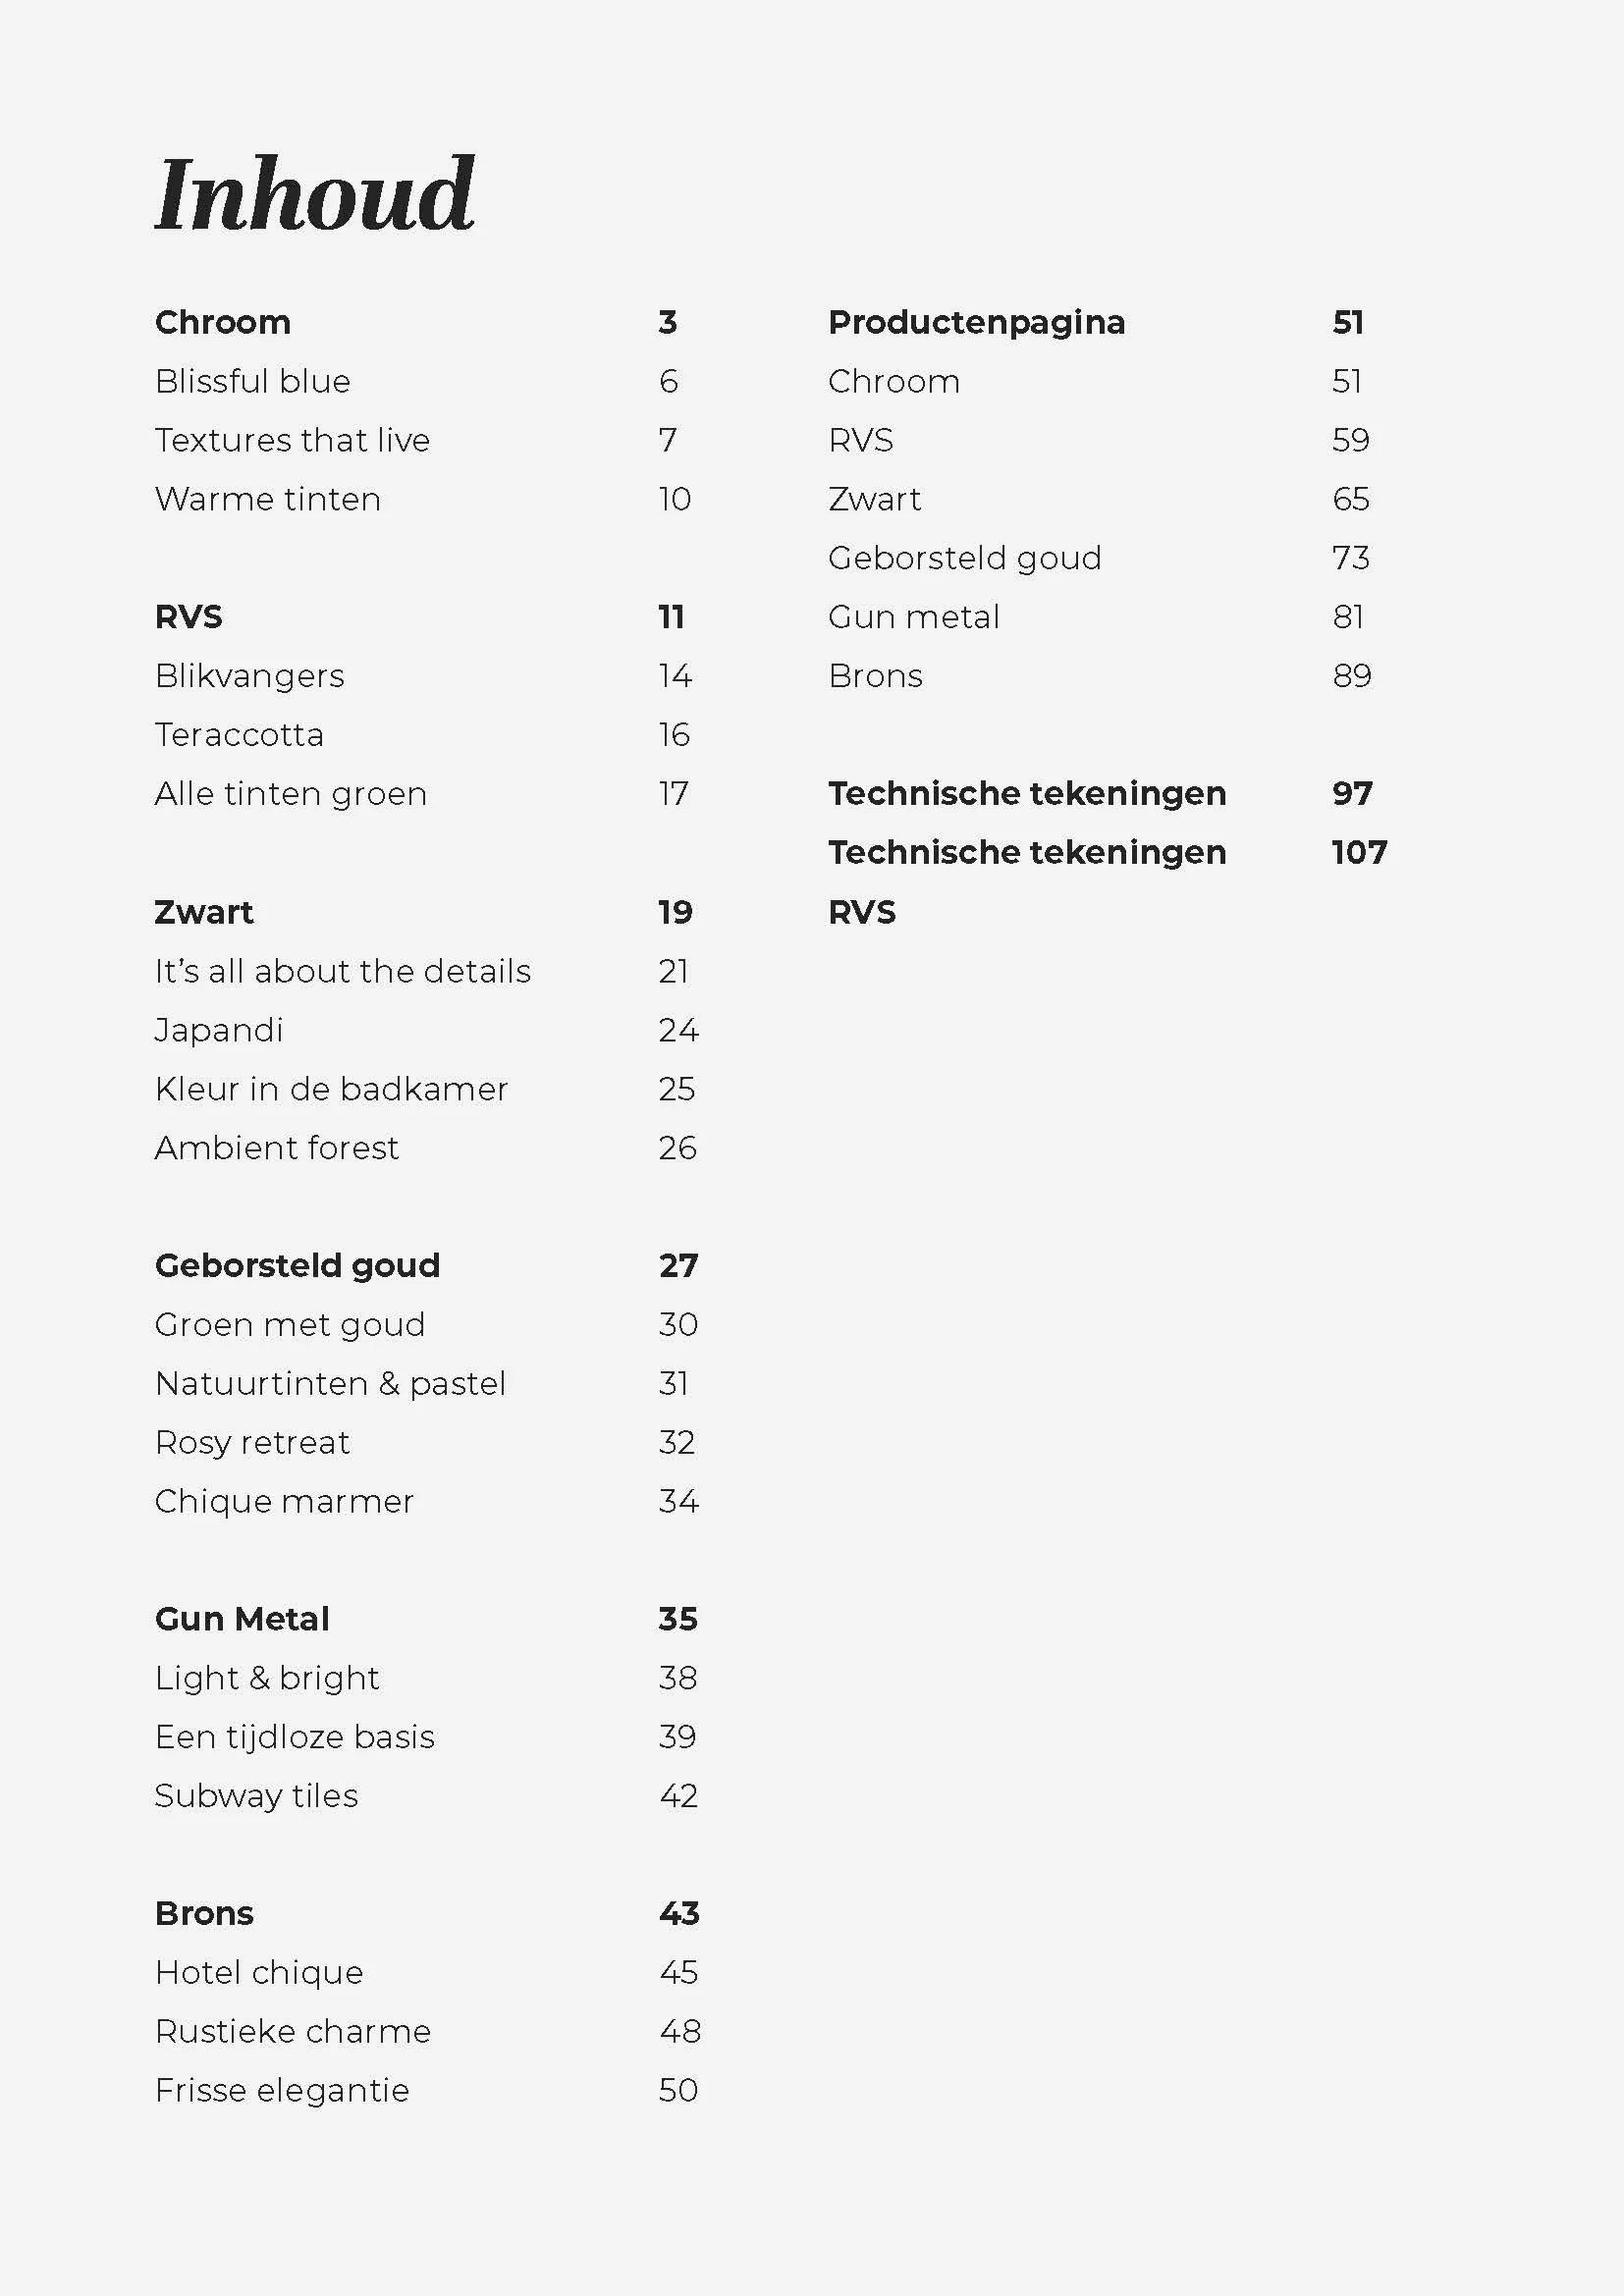 Inhoud
Chroom 3
Blissful blue 6
Textures that live 7
Warme tinten 10
RVS 11
Blikvangers 14
Teraccotta 16
Alle tinten groen 17
Zwart 19
It’s all about the details 21
Japandi 24
Kleur in de badkamer 25
Ambient forest 26
Geborsteld goud 27
Groen met goud 30
Natuurtinten & pastel 31
Rosy retreat 32
Chique marmer 34
Gun Metal 35
Light & bright 38
Een tijdloze basis 39
Subway tiles 42
Brons 43
Hotel chique 45
Rustieke charme 48
Frisse elegantie 50
Productenpagina 51
Chroom 51
RVS 59
Zwart 65
Geborsteld goud 73
Gun metal 81
Brons 89
Technische tekeningen 97
Technische tekeningen 107
RVS